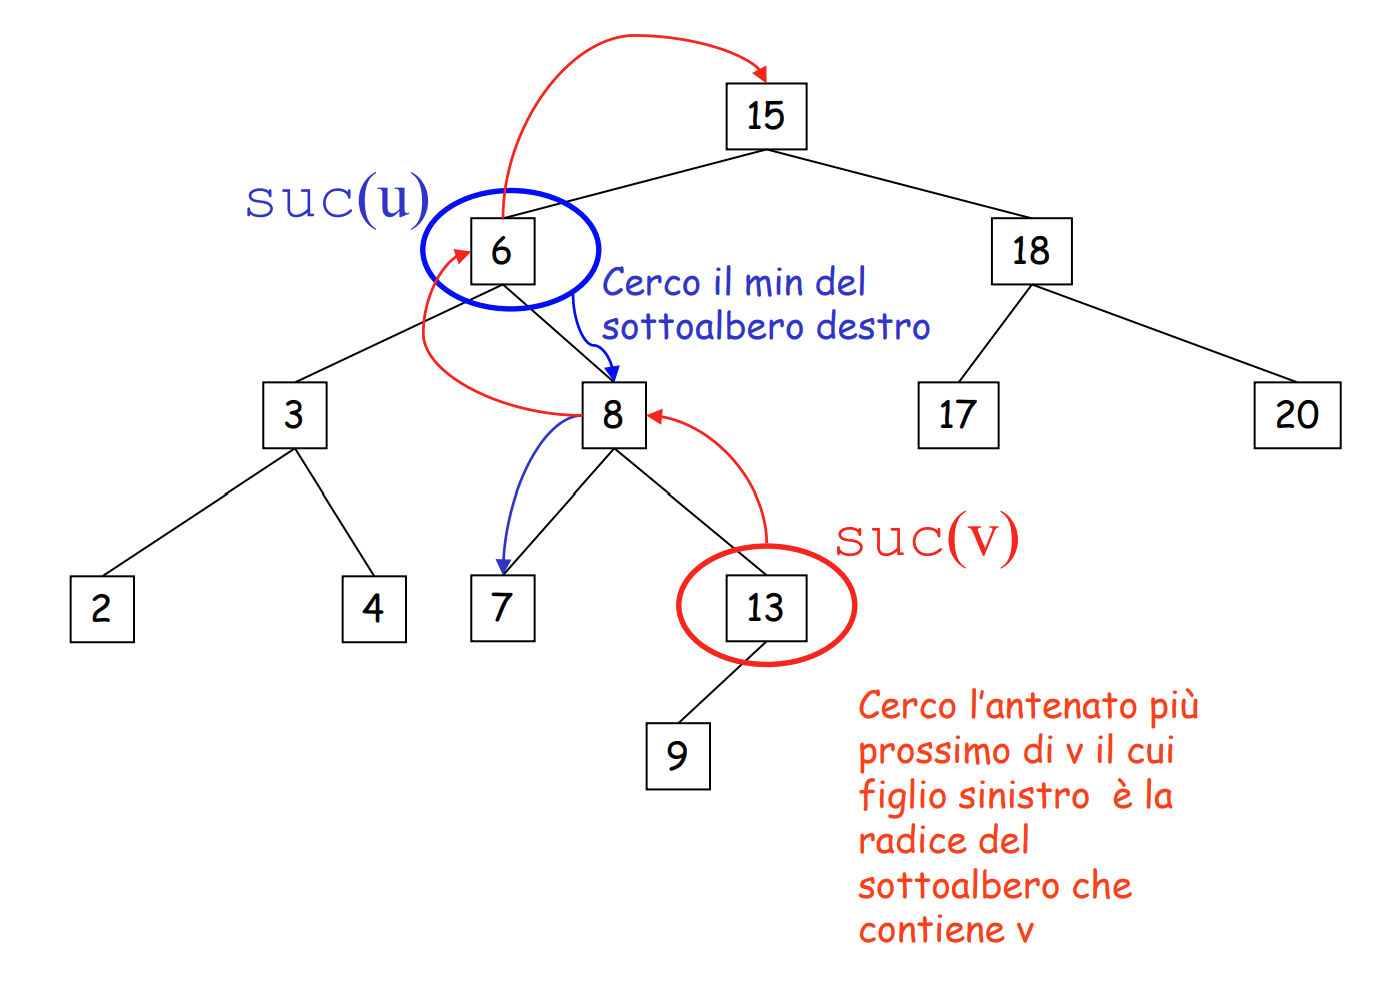 15
suc(u)
6
18
Cerco il min del
sottoalbero destro
3
8
17
20
suc(v)
2
4
7
13
9
Cerco l'antenato più
prossimo di v il cui
figlio sinistro è la
radice del
sottoalbero che
contiene v